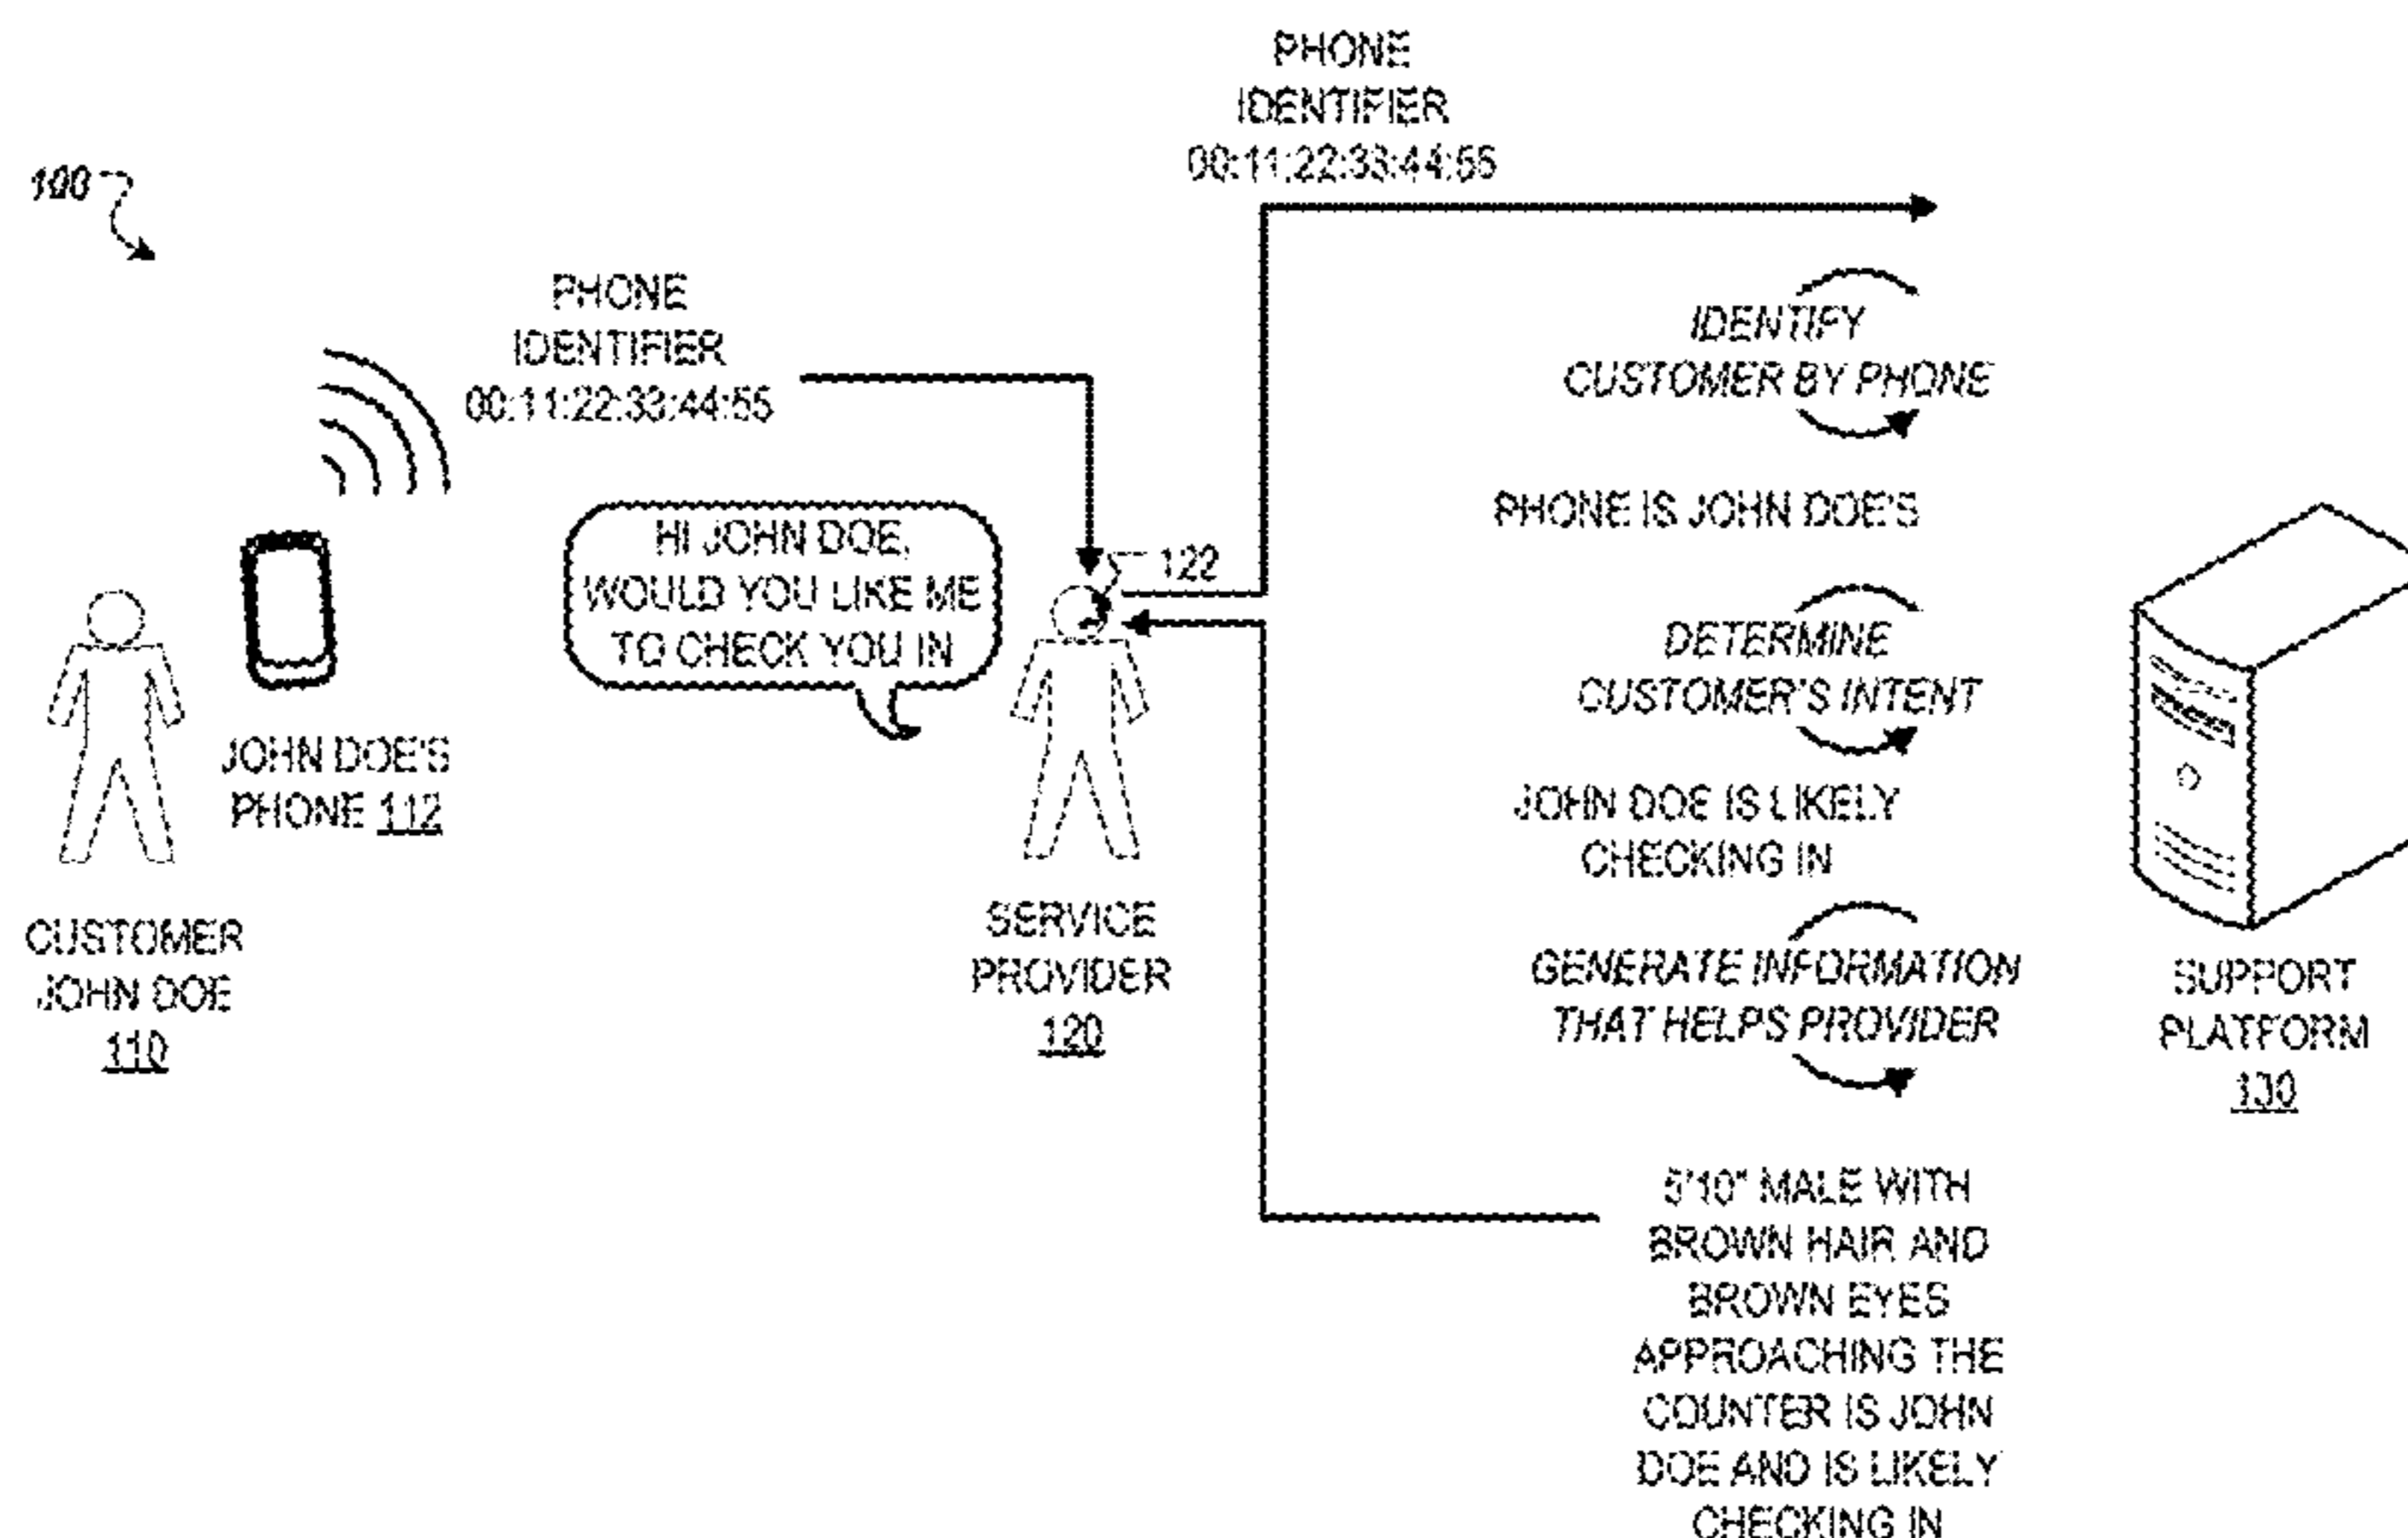 100
PHONE
IDENTIFIER
00:11:22:33:44:55
PHONE
IDENTIFIER
00:11:22:33:44:55
HI JOHN DOE,
WOULD YOU LIKE ME
TO CHECK YOU IN
122
JOHN DOE'S
PHONE 112
CUSTOMER
JOHN DOE
110
SERVICE
PROVIDER
120
IDENTIFY
CUSTOMER BY PHONE
PHONE IS JOHN DOE'S
DETERMINE
CUSTOMER'S INTENT
JOHN DOE IS LIKELY
CHECKING IN
GENERATE INFORMATION
THAT HELPS PROVIDER
5'10" MALE WITH
BROWN HAIR AND
BROWN EYES
APPROACHING THE
COUNTER IS JOHN
DOE AND IS LIKELY
CHECKING IN
SUPPORT
PLATFORM
130